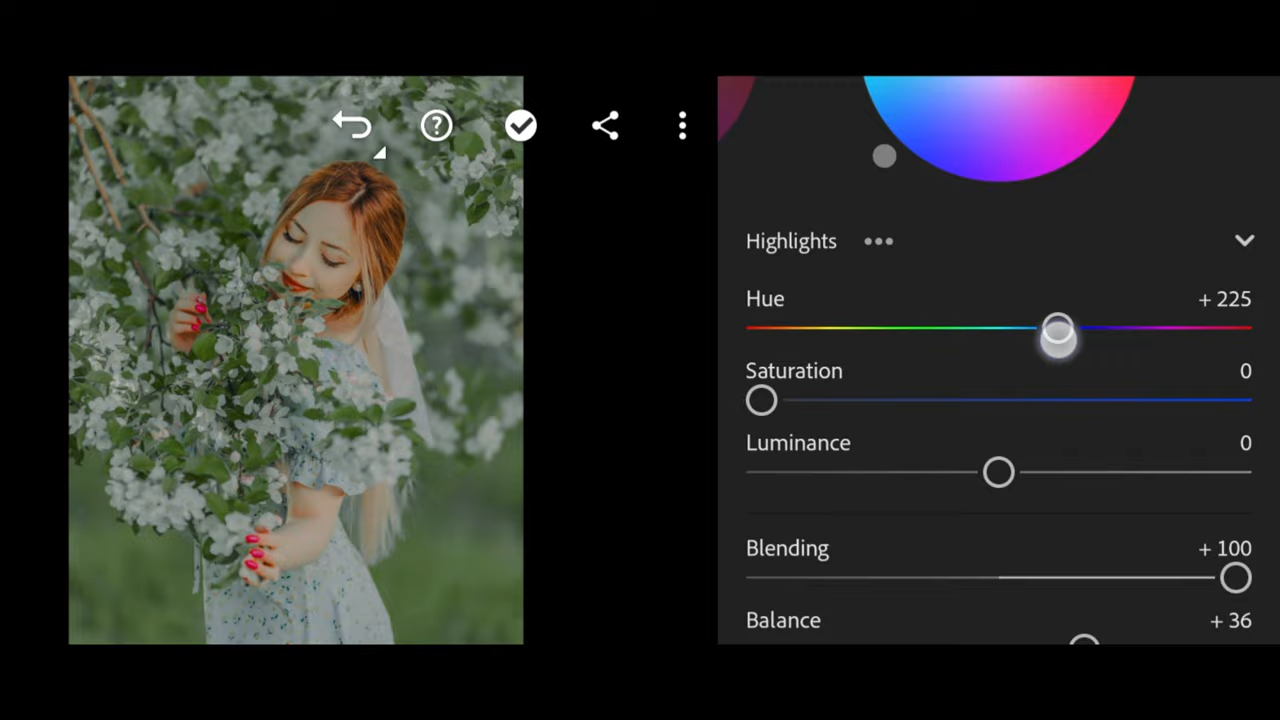 Highlights
Hue + 225
Saturation 0
Luminance 0
Blending + 100
Balance + 36